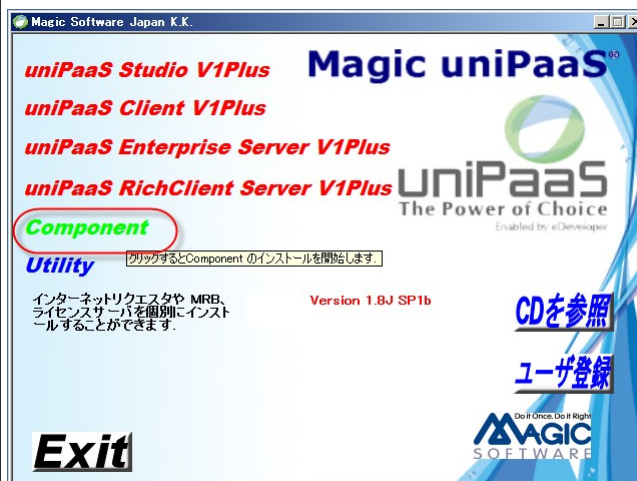 Magic Software Japan K.K.
uniPaaS Studio V1Plus
Magic uniPaaS®
uniPaaS Client V1Plus
uniPaaS Enterprise Server V1Plus
uniPaaS RichClient Server V1Plus
uniPaaS
The Power of Choice
Enabled by eDeveloper
Component
クリックするとComponent のインストールを開始します.
Utility
インターネットリクエスタや MRB、
ライセンスサーバを個別にインスト
ールすることができます.
Version 1.8J SP1b
CDを参照
ユーザ登録
Do it Once. Do it Right
MAGIC
SOFTWARE
Exit